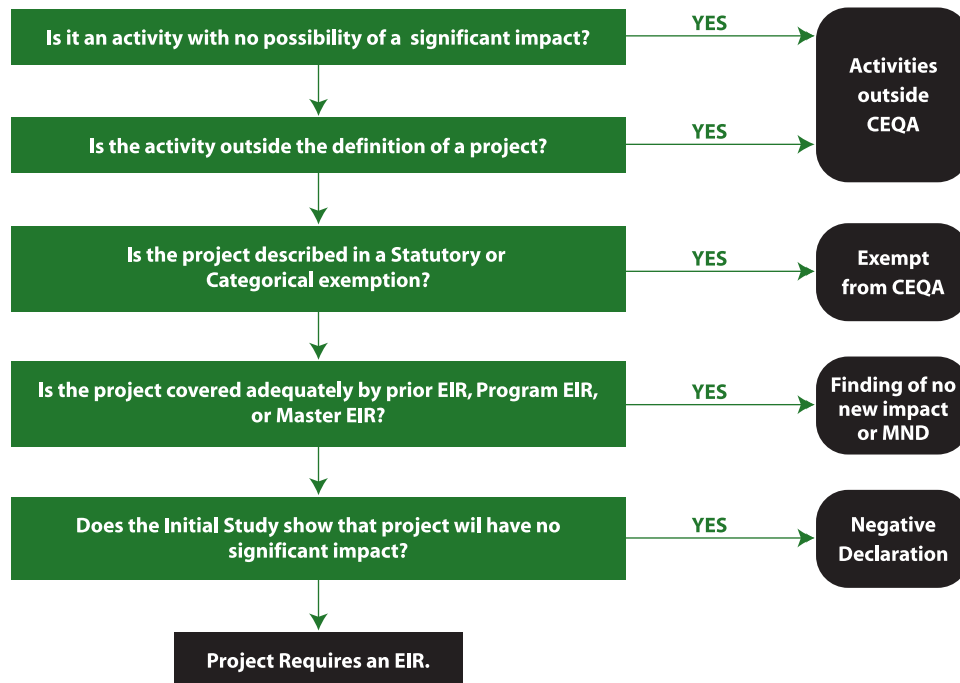 Is it an activity with no possibility of a significant impact?
YES
Activities
outside
CEQA
Is the activity outside the definition of a project?
YES
Is the project described in a Statutory or
Categorical exemption?
YES
Exempt
from CEQA
Is the project covered adequately by prior EIR, Program EIR,
or Master EIR?
YES
Finding of no
new impact
or MND
Does the Initial Study show that project wil have no
significant impact?
YES
Negative
Declaration
Project Requires an EIR.